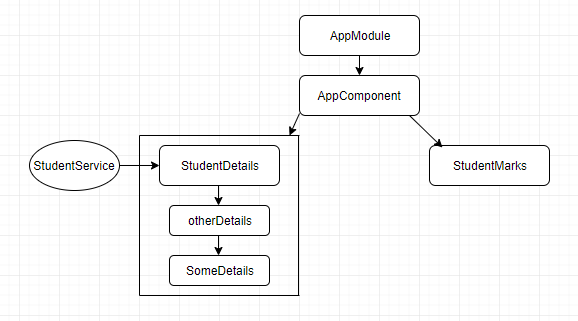 AppModule
AppComponent
StudentService
StudentDetails
StudentMarks
otherDetails
SomeDetails